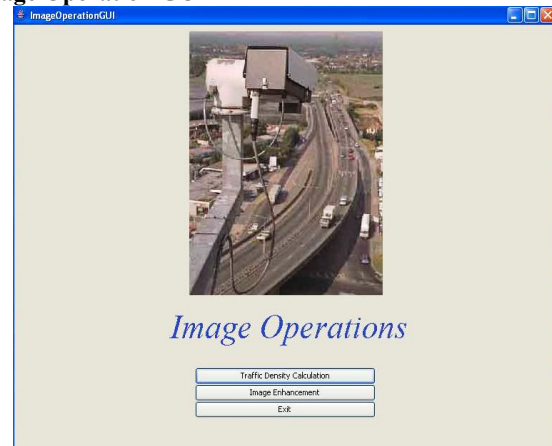 ImageOperationGUI
Image Operations
Traffic Density Calculation
Image Enhancement
Exit